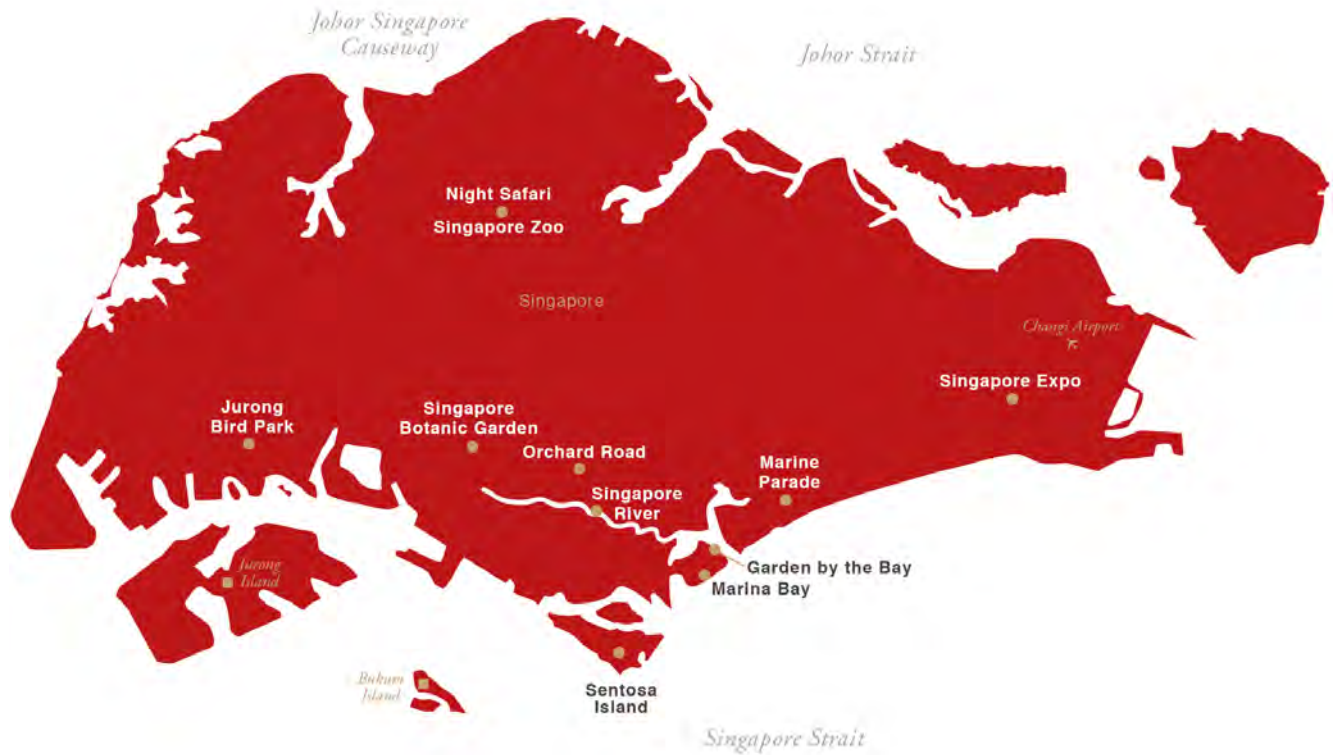 Johor Singapore
Causeway
Johor Strait
Night Safari
Singapore Zoo
Singapore
Changi Airport
Singapore Expo
Jurong
Bird Park
Singapore
Botanic Garden
Orchard Road
Marine
Parade
Singapore
River
Garden by the Bay
Marina Bay
Jurong
Island
Bukum
Island
Sentosa
Island
Singapore Strait